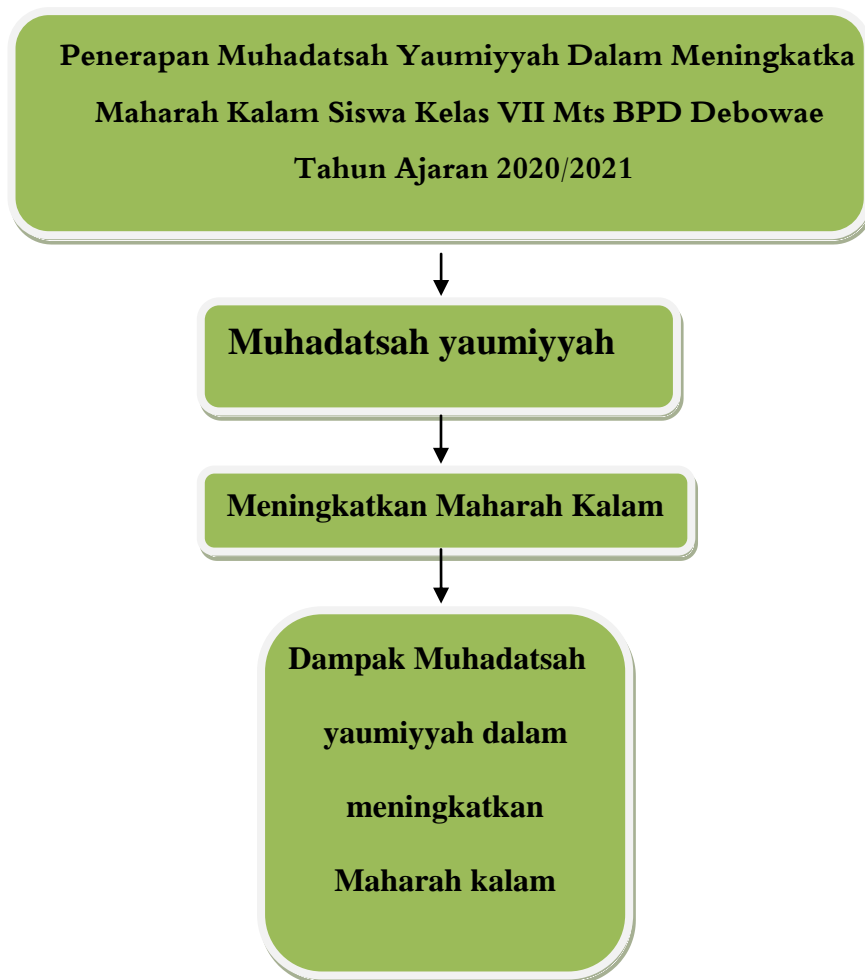 Penerapan Muhadatsah Yaumiyyah Dalam Meningkatka
Maharah Kalam Siswa Kelas VII Mts BPD Debowae
Tahun Ajaran 2020/2021
Muhadatsah yaumiyyah
Meningkatkan Maharah Kalam
Dampak Muhadatsah
yaumiyyah dalam
meningkatkan
Maharah kalam